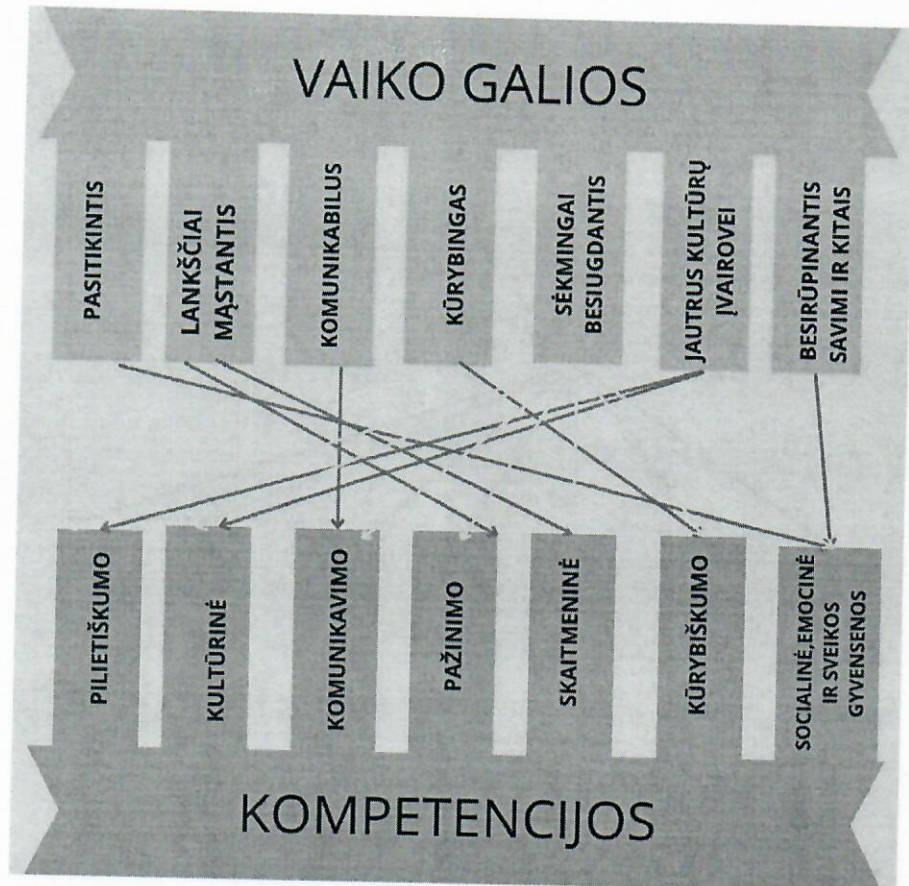 VAIKO GALIOS
PASITIKINTIS
LANKŠČIAI
MĄSTANTIS
KOMUNIKABILUS
KŪRYBINGAS
SĖKMINGAI
BESIUGDANTIS
JAUTRUS KULTŪRŲ
ĮVAIROVEI
BESIRŪPINANTIS
SAVIMI IR KITAIS
PILIETIŠKUMO
KULTŪRINĖ
KOMUNIKAVIMO
PAŽINIMO
SKAITMENINĖ
KŪRYBIŠKUMO
SOCIALINĖ,EMOCINĖ
IR SVEIKOS
GYVENSENOS
KOMPETENCIJOS